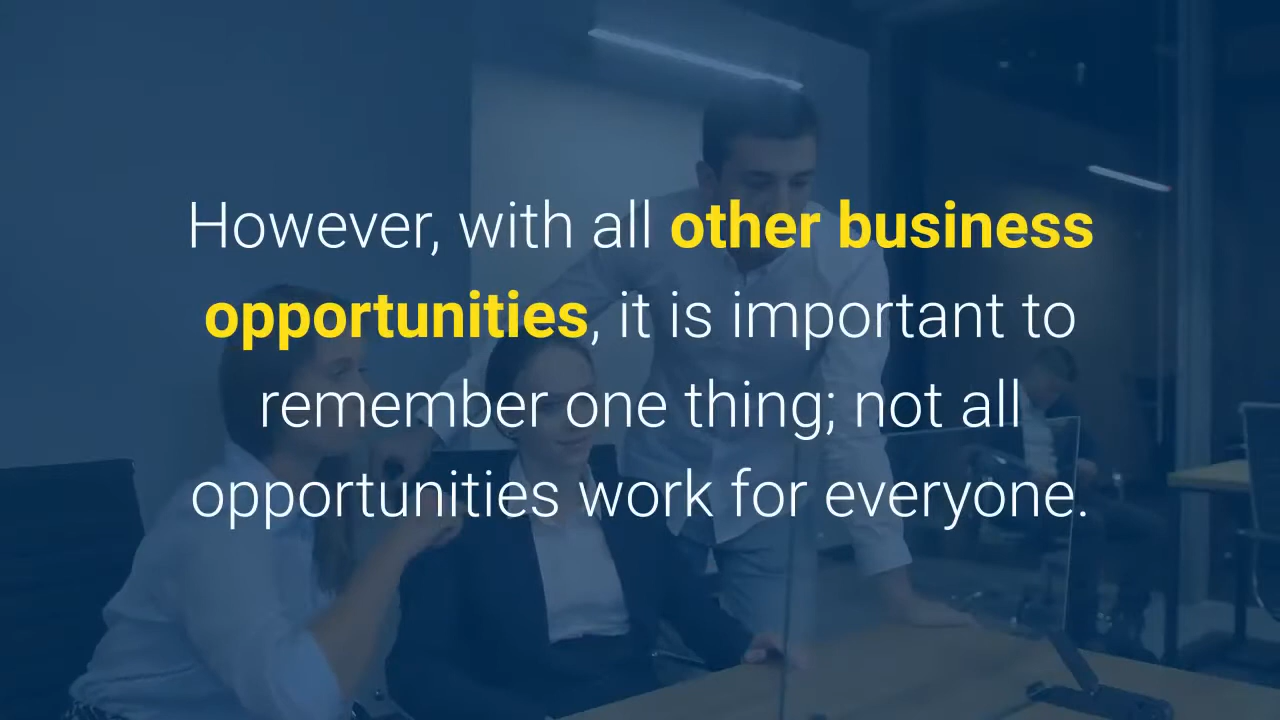 However, with all other business
opportunities, it is important to
remember one thing; not all
opportunities work for everyone.